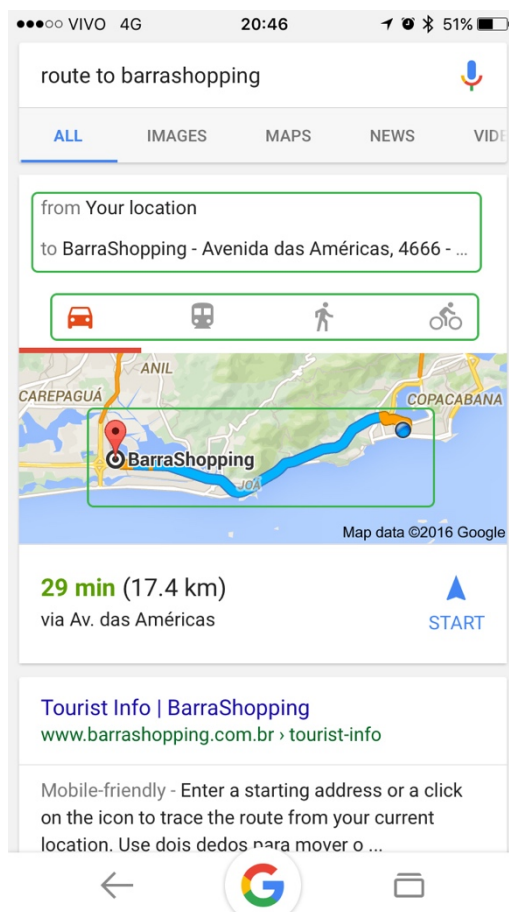 VIVO 4G 20:46 51%
route to barrashopping
ALL IMAGES MAPS NEWS VIDE
from Your location
to BarraShopping - Avenida das Américas, 4666 - ...
ANIL
CAREPAGUÁ
COPACABANA
BarraShopping
JOÁ
Map data ©2016 Google
29 min (17.4 km)
via Av. das Américas
START
Tourist Info | BarraShopping
www.barrashopping.com.br › tourist-info
Mobile-friendly - Enter a starting address or a click
on the icon to trace the route from your current
location. Use dois dedos para mover o ...